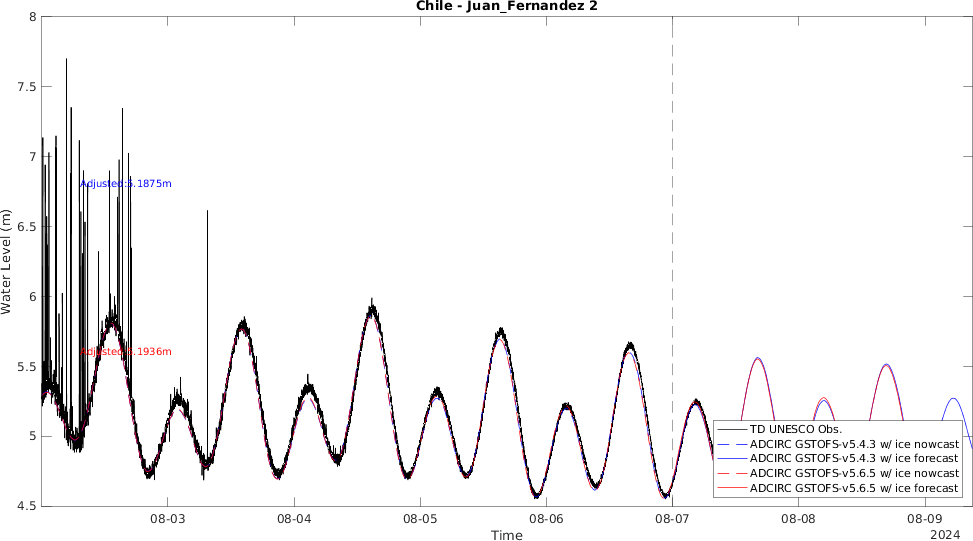 Chile - Juan_Fernandez 2
8
7.5
7
6.5
6
5.5
5
4.5
Water Level (m)
Adjusted:5.1875m
Adjusted:5.1936m
TD UNESCO Obs.
ADCIRC GSTOFS-v5.4.3 w/ ice nowcast
ADCIRC GSTOFS-v5.4.3 w/ ice forecast
ADCIRC GSTOFS-v5.6.5 w/ ice nowcast
ADCIRC GSTOFS-v5.6.5 w/ ice forecast
08-03 08-04 08-05 08-06 08-07 08-08 08-09
Time
2024